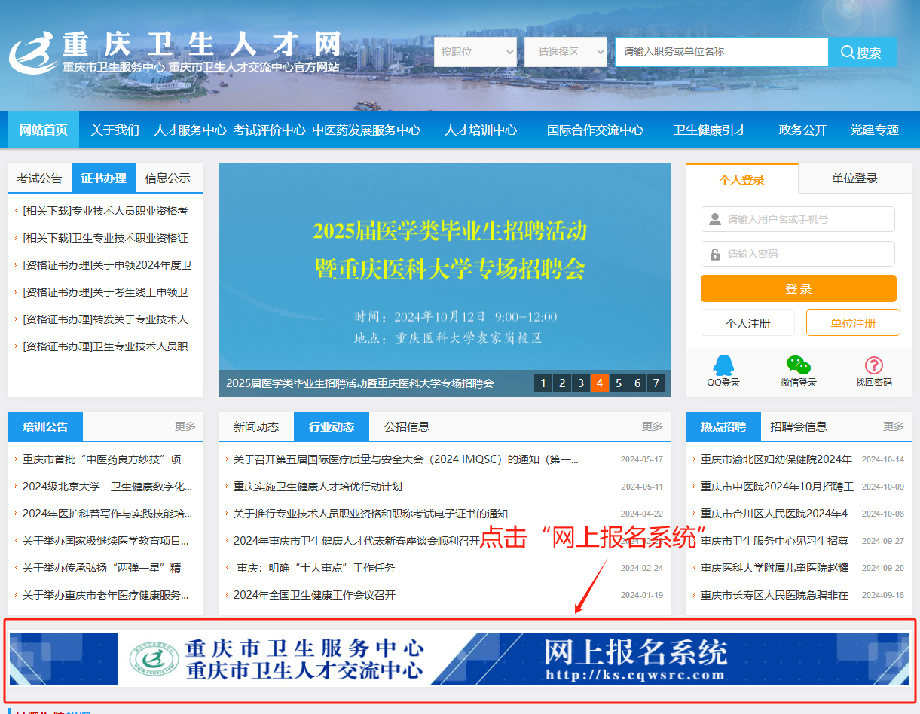 重庆卫生人才网
重庆市卫生服务中心 重庆市卫生人才交流中心官方网站
搜职位
请选择区
请输入职务或单位名称
搜索
网站首页 关于我们 人才服务中心 考试评价中心 中医药发展服务中心 人才培训中心 国际合作交流中心 卫生健康引才 政务公开 党建专题
考试公告 证书办理 信息公示
[相关下载]专业技术人员职业资格考
[相关下载]卫生专业技术职业资格证
[资格证书办理]关于申领2024年度卫
[资格证书办理]关于考生线上申领卫
[资格证书办理]转发关于专业技术人
[资格证书办理]卫生专业技术人员职
2025届医学类毕业生招聘活动
暨重庆医科大学专场招聘会
时间：2024年10月12日 9:00-12:00
地点：重庆医科大学袁家岗校区
2025届医学类毕业生招聘活动暨重庆医科大学专场招聘会
1 2 3 4 5 6 7
个人登录 单位登录
请输入用户名或手机号
请输入密码
登 录
个人注册 单位注册
QQ登录 微信登录 找回密码
培训公告 更多
重庆市首批“中医药良方妙技”项
2024级北京大学 卫生健康数字化...
2024年医疗科普写作与实践技能培...
关于举办国家级继续医学教育项目...
关于举办传承弘扬“两弹一星”精
关于举办重庆市老年医疗健康服务...
新闻动态 行业动态 公招信息 更多
关于召开第五届国际医疗质量与安全大会（2024 IMQSC）的通知（第一... 2024-05-17
重庆实施卫生健康人才培优行动计划 2024-05-11
关于推行专业技术人员职业资格和职称考试电子证书的通知 2024-04-22
2024年重庆市卫生健康人才代表新春座谈会顺利召开
重庆：明确“十大重点”工作任务 2024-02-24
2024年全国卫生健康工作会议召开 2024-01-19
点击“网上报名系统”
热点招聘 招聘会信息 更多
重庆市渝北区妇幼保健院2024年 2024-10-14
重庆市中医院2024年10月招聘工 2024-10-09
重庆市合川区人民医院2024年4 2024-10-08
重庆市卫生服务中心见习生招募 2024-09-27
重庆医科大学附属儿童医院赵耀 2024-09-20
重庆市长寿区人民医院急聘非在 2024-09-18
重庆市卫生服务中心
重庆市卫生人才交流中心
网上报名系统
http://ks.cqwsrc.com